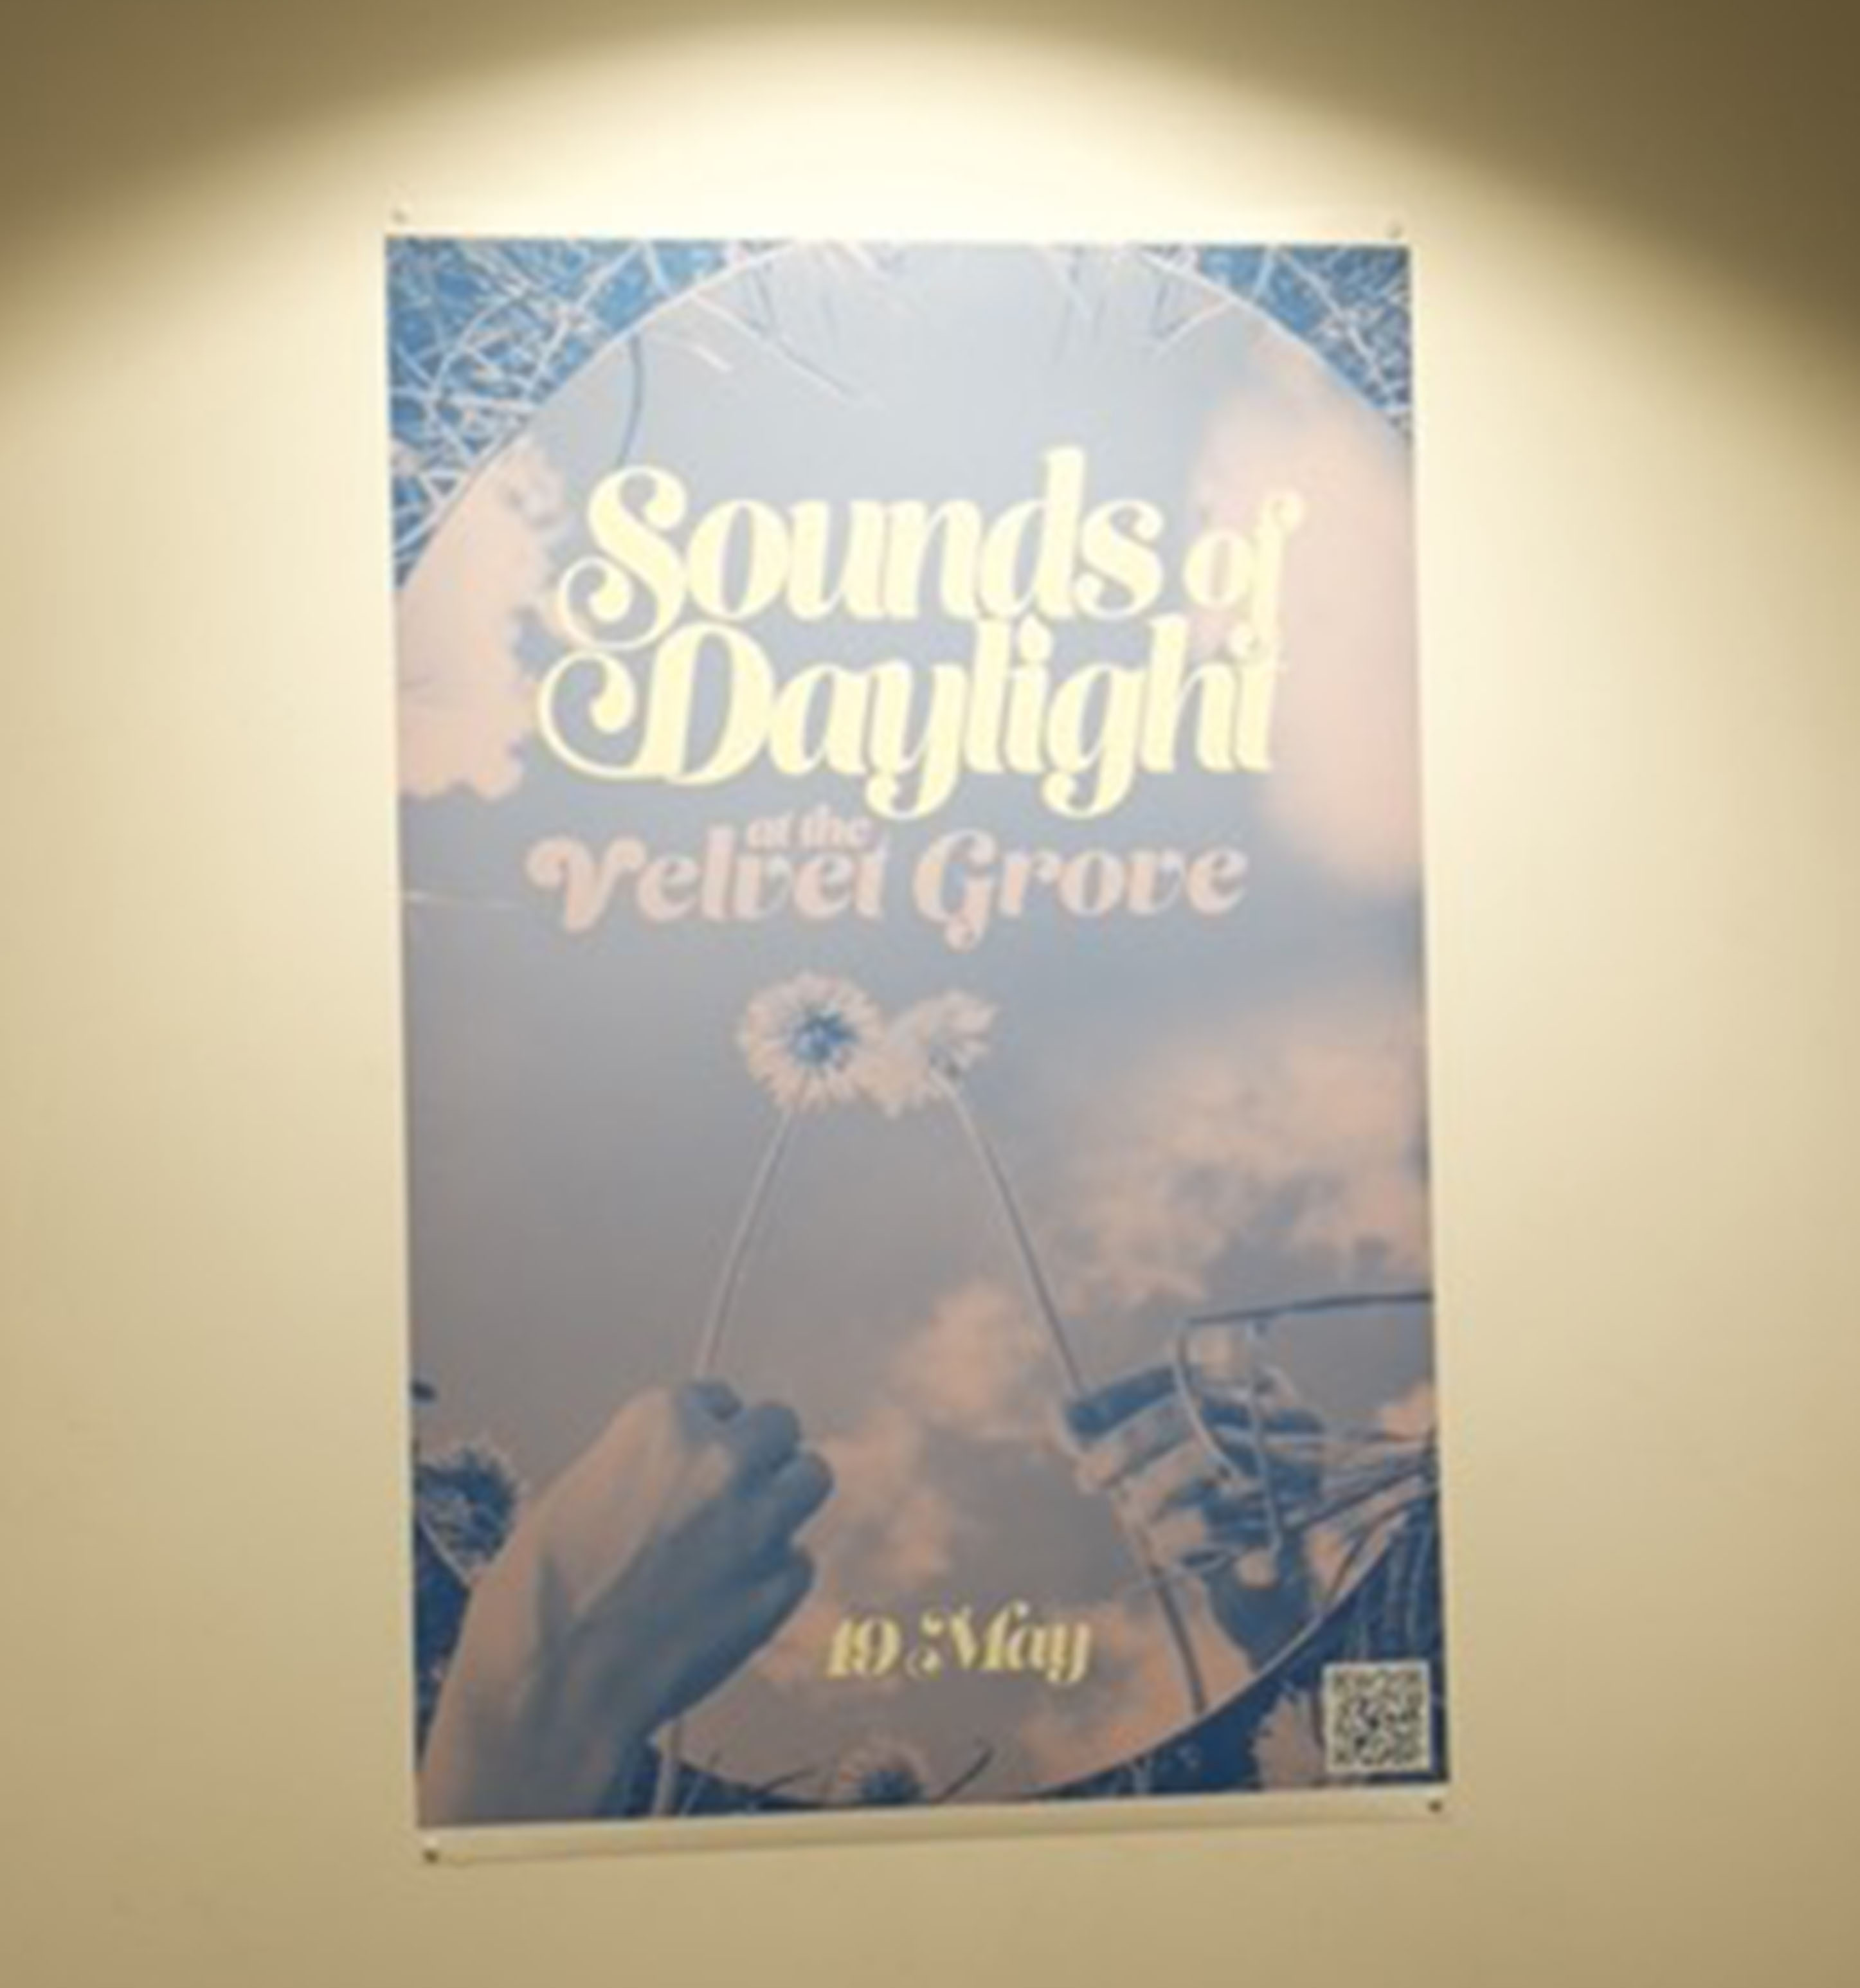 Sounds of
Daylight
at the
Velvet Grove
19 May